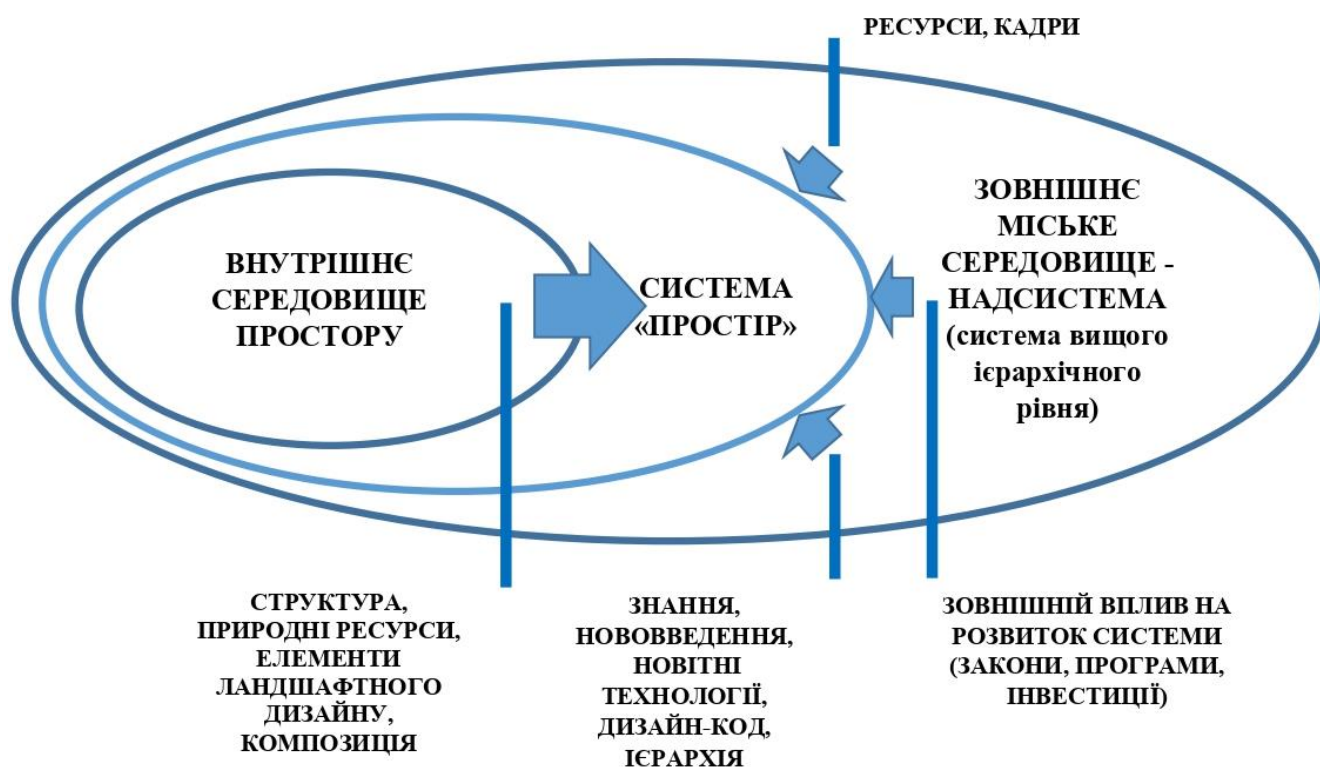 РЕСУРСИ, КАДРИ
ВНУТРІШНЄ
СЕРЕДОВИЩЕ
ПРОСТОРУ
СИСТЕМА
«ПРОСТІР»
ЗОВНІШНЄ
МІСЬКЕ
СЕРЕДОВИЩЕ -
НАДСИСТЕМА
(система вищого
ієрархічного
рівня)
СТРУКТУРА,
ПРИРОДНІ РЕСУРСИ,
ЕЛЕМЕНТИ
ЛАНДШАФТНОГО
ДИЗАЙНУ,
КОМПОЗИЦІЯ
ЗНАННЯ,
НОВОВВЕДЕННЯ,
НОВІТНІ
ТЕХНОЛОГІЇ,
ДИЗАЙН-КОД,
ІЄРАРХІЯ
ЗОВНІШНІЙ ВПЛИВ НА
РОЗВИТОК СИСТЕМИ
(ЗАКОНИ, ПРОГРАМИ,
ІНВЕСТИЦІЇ)